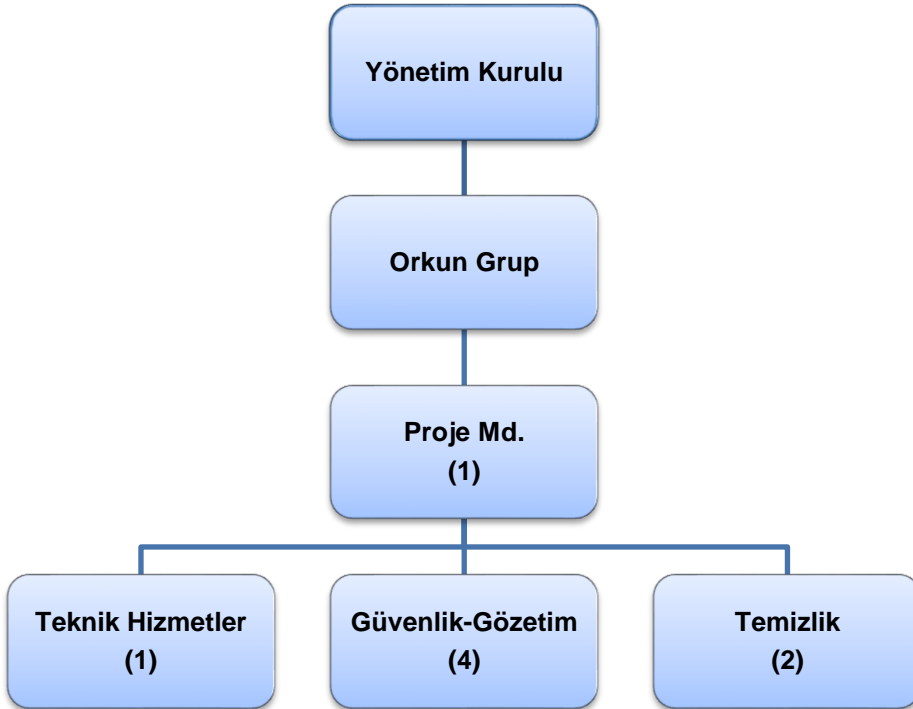 Yönetim Kurulu
Orkun Grup
Proje Md.
(1)
Teknik Hizmetler
(1)
Güvenlik-Gözetim
(4)
Temizlik
(2)